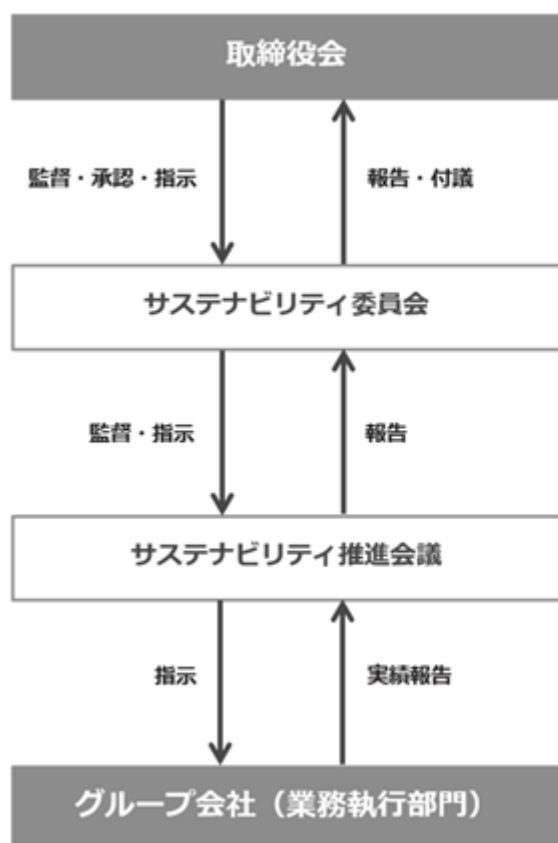 取締役会
監督・承認・指示
報告・付議
サステナビリティ委員会
監督・指示
報告
サステナビリティ推進会議
指示
実績報告
グループ会社（業務執行部門）